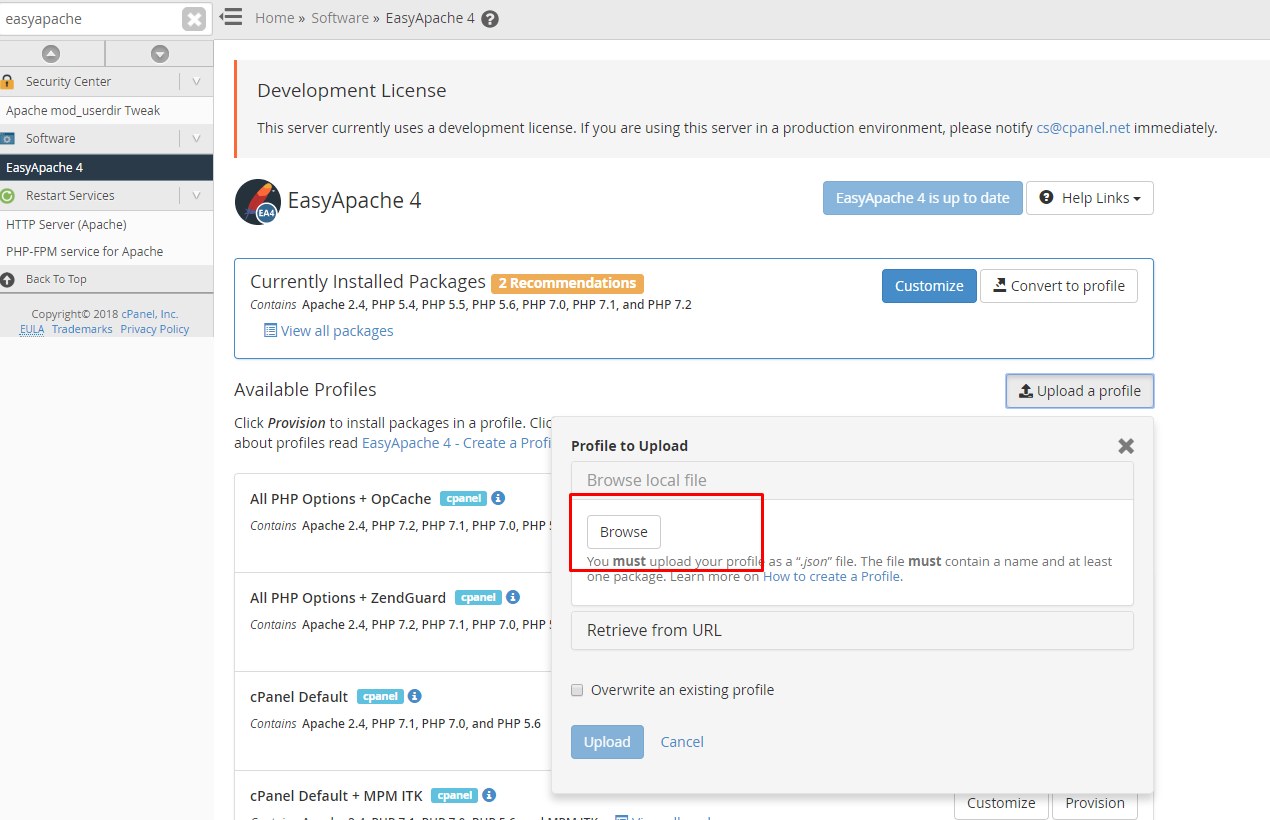 easyapache
Home » Software » EasyApache 4
Security Center
Apache mod_userdir Tweak
Software
EasyApache 4
Restart Services
HTTP Server (Apache)
PHP-FPM service for Apache
Back To Top
Copyright© 2018 cPanel, Inc.
EULA Trademarks Privacy Policy
Development License
This server currently uses a development license. If you are using this server in a production environment, please notify cs@cpanel.net immediately.
EA4
EasyApache 4
EasyApache 4 is up to date
Help Links
Currently Installed Packages 2 Recommendations
Contains Apache 2.4, PHP 5.4, PHP 5.5, PHP 5.6, PHP 7.0, PHP 7.1, and PHP 7.2
View all packages
Customize
Convert to profile
Available Profiles
Upload a profile
Click Provision to install packages in a profile.
about profiles read EasyApache 4 - Create a
All PHP Options + OpCache cpanel
Contains Apache 2.4, PHP 7.2, PHP 7.1, PHP 7.0, PHP
All PHP Options + ZendGuard cpanel
Contains Apache 2.4, PHP 7.2, PHP 7.1, PHP 7.0, PHP
cPanel Default cpanel
Contains Apache 2.4, PHP 7.1, PHP 7.0, and PHP 5.6
cPanel Default + MPM ITK cpanel
Profile to Upload
Browse local file
Browse
You must upload your profile as a “.json” file. The file must contain a name and at least
one package. Learn more on How to create a Profile.
Retrieve from URL
Overwrite an existing profile
Upload
Cancel
Customize
Provision